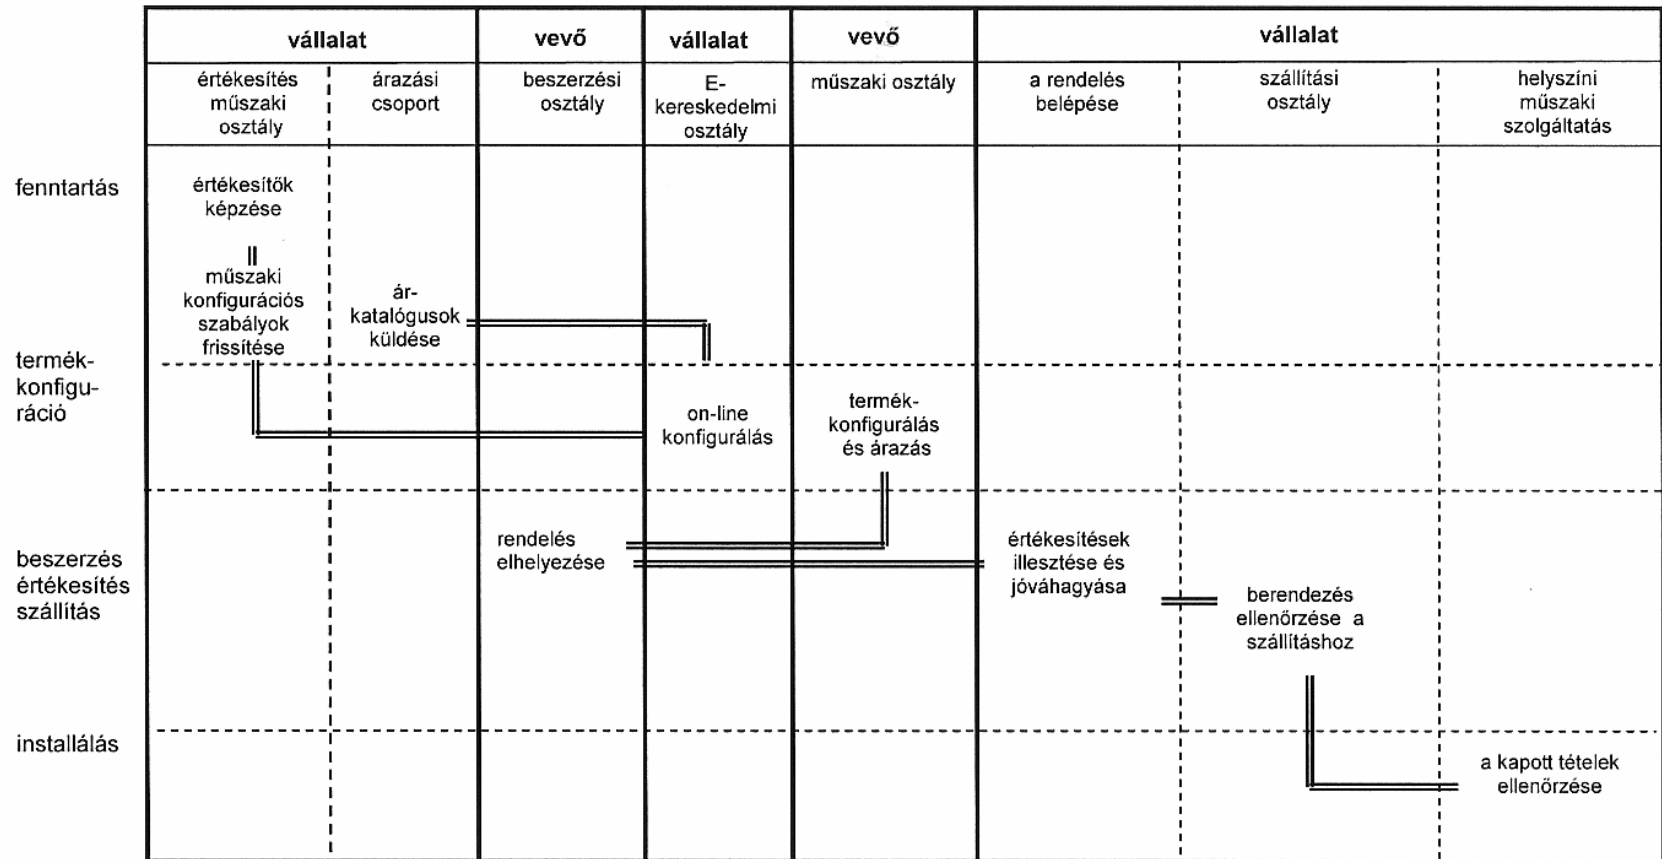 vállalat
vevő
vállalat
vevő
vállalat
értékesítés
műszaki
osztály
árazási
csoport
beszerzési
osztály
E-
kereskedelmi
osztály
műszaki osztály
a rendelés
belépése
szállítási
osztály
helyszíni
műszaki
szolgáltatás
fenntartás
értékesítők
képzése
műszaki
konfigurációs
szabályok
frissítése
ár-
katalógusok
küldése
termék-
konfigu-
ráció
on-line
konfigurálás
termék-
konfigurálás
és árazás
beszerzés
értékesítés
szállítás
rendelés
elhelyezése
értékesítések
illesztése és
jóváhagyása
berendezés
ellenőrzése a
szállításhoz
installálás
a kapott tételek
ellenőrzése